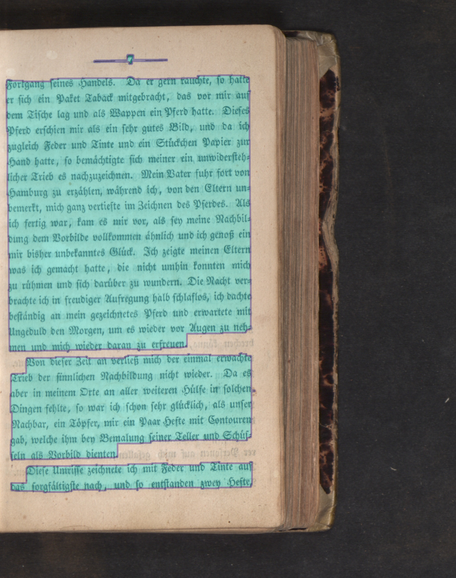 Fortgang seines Handels. Da er gern rauchte, so hatte
er sich ein Paket Taback mitgebracht, das vor mir auf
dem Tische lag und als Wappen ein Pferd hatte. Dieses
Pferd erschien mir als ein sehr gutes Bild, und da ich
zugleich Feder und Tinte und ein Stückchen Papier zur
Hand hatte, so bemächtigte sich meiner ein unwidersteh-
licher Trieb es nachzuzeichnen. Mein Vater fuhr fort von
Hamburg zu erzählen, während ich, von den Eltern un-
bemerkt, mich ganz vertiefte im Zeichnen des Pferdes. Als
ich fertig war, kam es mir vor, als sey meine Nachbil-
dung dem Vorbilde vollkommen ähnlich und ich genoß ein
mir bisher unbekanntes Glück. Ich zeigte meinen Eltern
was ich gemacht hatte, die nicht umhin konnten mich
zu rühmen und sich darüber zu wundern. Die Nacht ver-
brachte ich in freudiger Aufregung halb schlaflos, ich dachte
beständig an mein gezeichnetes Pferd und erwartete mit
Ungeduld den Morgen, um es wieder vor Augen zu neh-
men und mich wieder daran zu erfreuen.
Von dieser Zeit an verließ mich der einmal erwachte
Trieb der sinnlichen Nachbildung nicht wieder. Da es
aber in meinem Orte an aller weiteren Hülfe in solchen
Dingen fehlte, so war ich schon sehr glücklich, als unser
Nachbar, ein Töpfer, mir ein Paar Hefte mit Contouren
gab, welche ihm bey Bemalung seiner Teller und Schüs-
seln als Vorbild dienten.
Diese Umrisse zeichnete ich mit Feder und Tinte auf
das sorgfältigste nach, und so entstanden zwey Hefte,